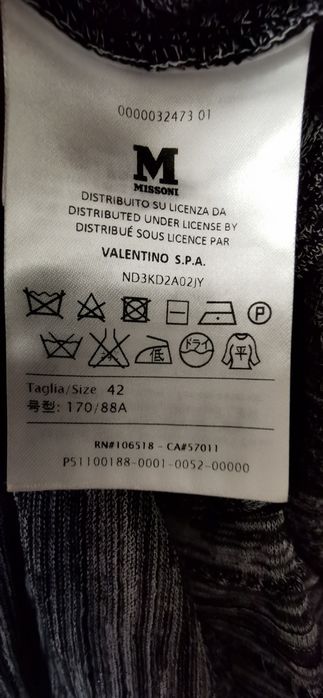 0000032473 01
M
MISSONI
DISTRIBUITO SU LICENZA DA
DISTRIBUTED UNDER LICENSE BY
DISTRIBUÉ SOUS LICENCE PAR
VALENTINO S.P.A.
ND3KD2A02JY
P
低 ドライ 平
Taglia/Size 42
号型: 170/88A
RN#106518 - CA#57011
P51100188-0001-0052-00000